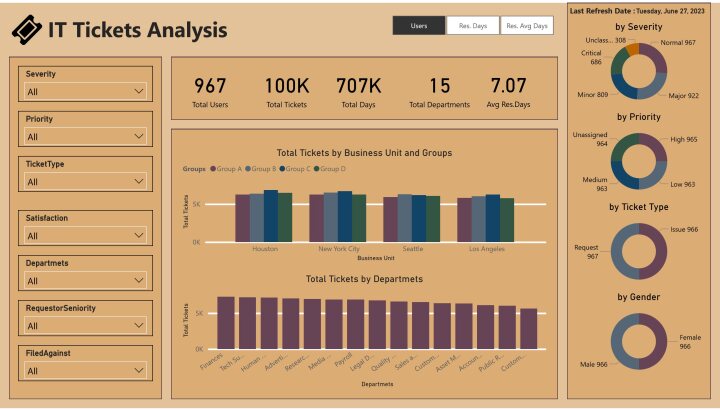 IT Tickets Analysis
Users
Res. Days
Res. Avg Days
Last Refresh Date : Tuesday, June 27, 2023
Severity
All
Priority
All
TicketType
All
Satisfaction
All
Departmets
All
RequestorSeniority
All
FiledAgainst
All
967
Total Users
100K
Total Tickets
707K
Total Days
15
Total Departments
7.07
Avg Res.Days
Total Tickets by Business Unit and Groups
Groups Group A Group B Group C Group D
Total Tickets
5K
0K
Houston
New York City
Seattle
Los Angeles
Business Unit
Total Tickets by Departmets
Total Tickets
5K
0K
Finances
Tech Su...
Human ...
Adverti...
Researc...
Media ...
Payroll
Legal D...
Quality ...
Sales a...
Custom...
Asset M...
Accoun...
Public R...
Custom...
Departmets
by Severity
Unclass... 308
Normal 967
Critical
686
Minor 809
Major 922
by Priority
Unassigned
964
High 965
Medium
963
Low 963
by Ticket Type
Issue 966
Request
967
by Gender
Female
966
Male 966